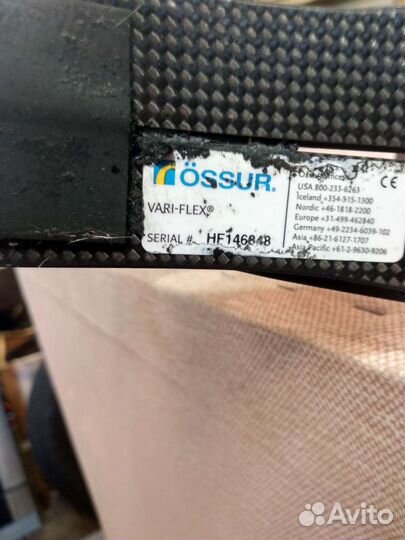 ÖSSUR.
VARI-FLEX®
SERIAL #: HF146848
Offices
USA 800-233-6263
Iceland +354-515-1300
Nordic +46-1818-2200
Europe +31-499-462840
Germany +49-2234-6039-102
Asia +86-21-6127-1707
Asia Pacific +61-2-9630-9206
CE
Avito